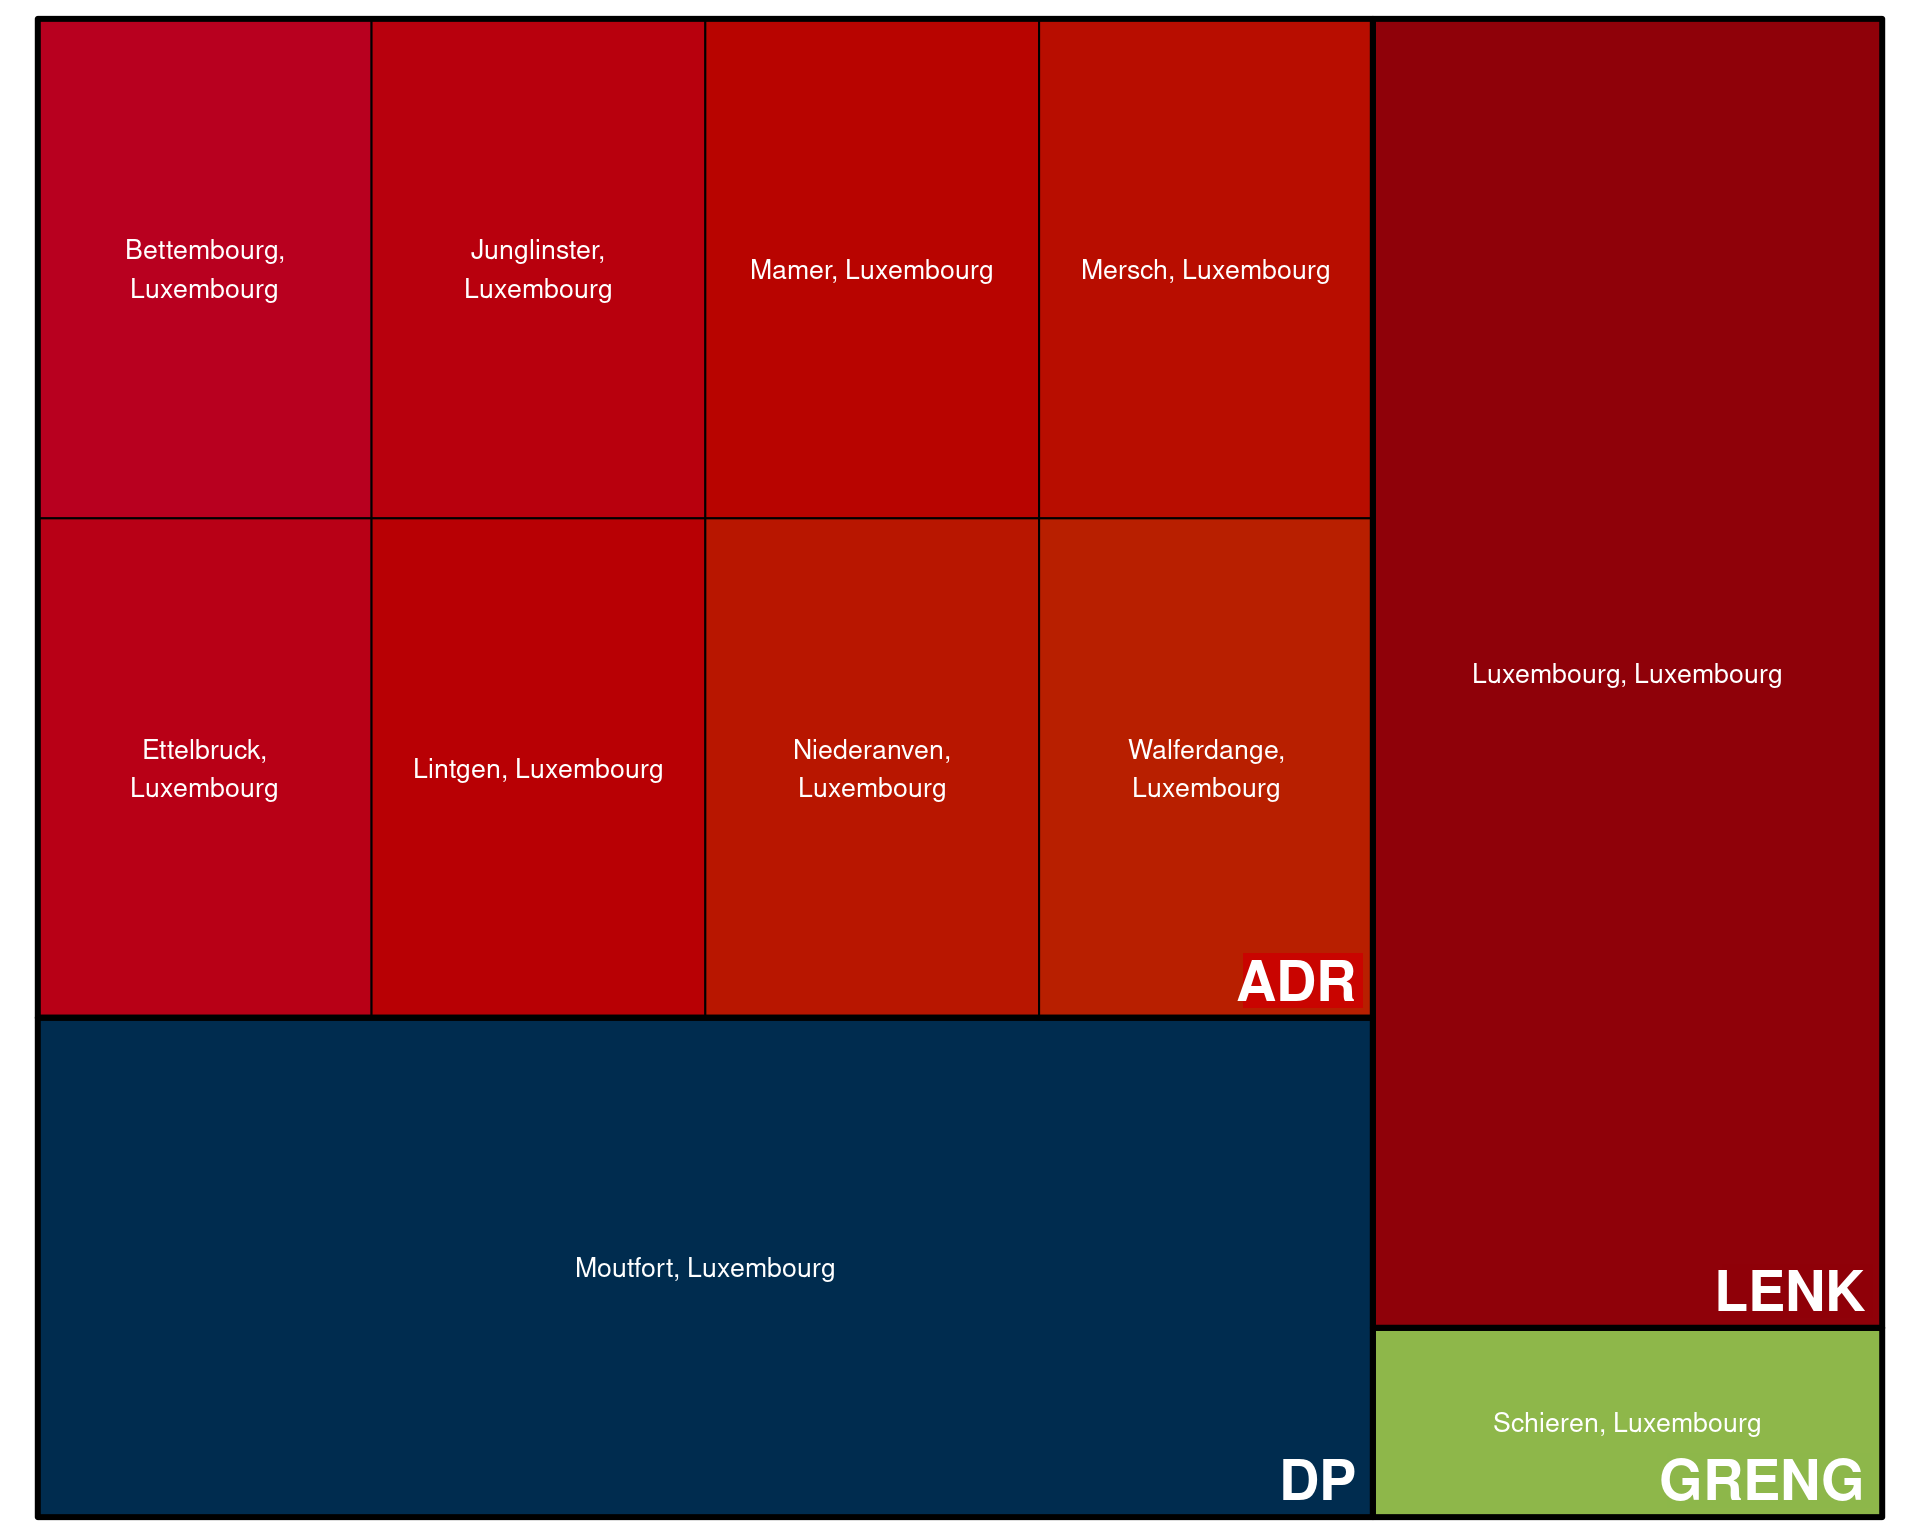 Bettembourg,
Luxembourg
Junglinster,
Luxembourg
Mamer, Luxembourg
Mersch, Luxembourg
Ettelbruck,
Luxembourg
Lintgen, Luxembourg
Niederanven,
Luxembourg
Walferdange,
Luxembourg
ADR
Moutfort, Luxembourg
DP
Luxembourg, Luxembourg
LENK
Schieren, Luxembourg
GRENG